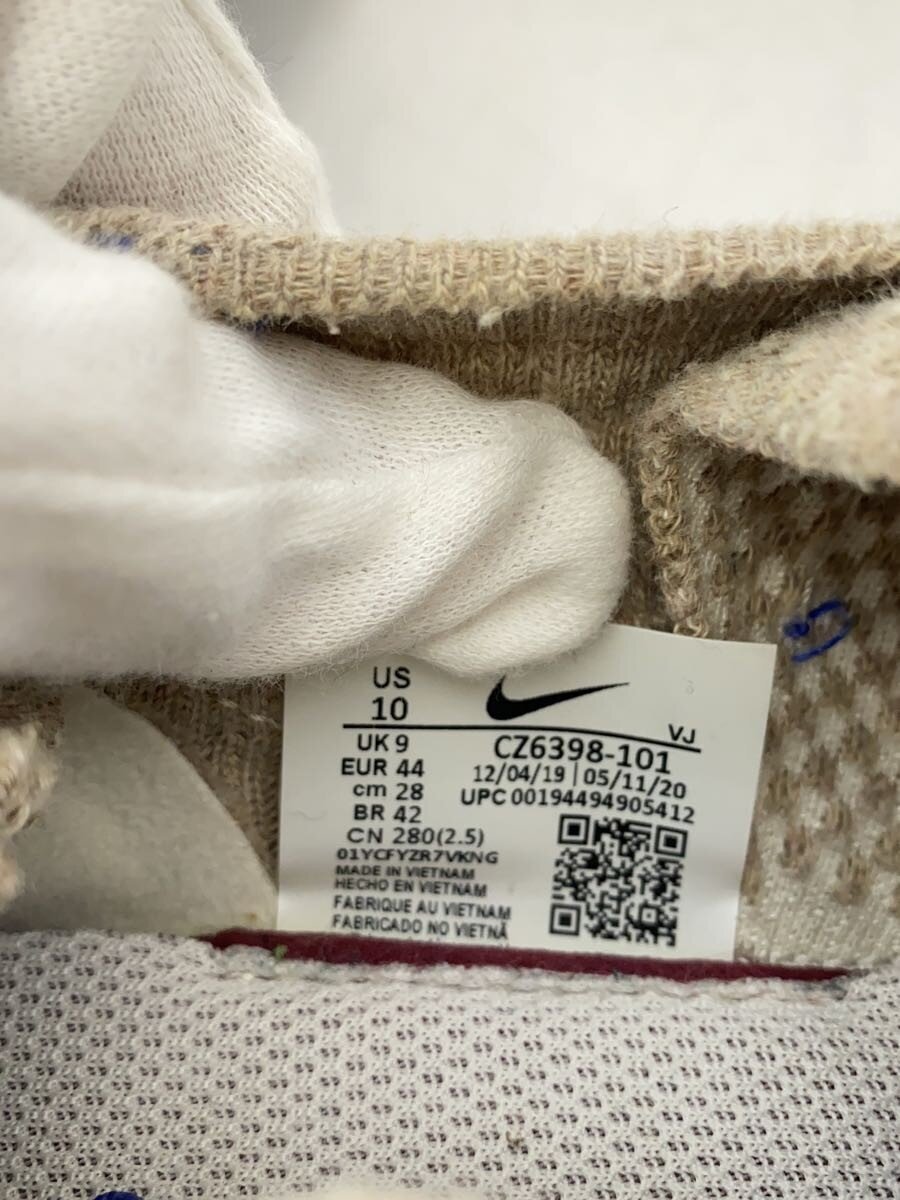 US
10
UK 9
EUR 44
cm 28
BR 42
CN 280(2.5)
01YCFYZR7VKNG
MADE IN VIETNAM
HECHO EN VIETNAM
FABRIQUE AU VIETNAM
FABRICADO NO VIETNÃ
VJ
CZ6398-101
12/04/19 | 05/11/20
UPC 00194494905412